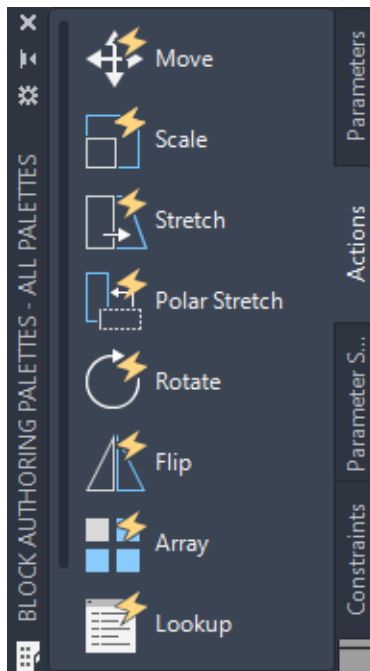 BLOCK AUTHORING PALETTES - ALL PALETTES
Move
Scale
Stretch
Polar Stretch
Rotate
Flip
Array
Lookup
Parameters
Actions
Parameter S...
Constraints